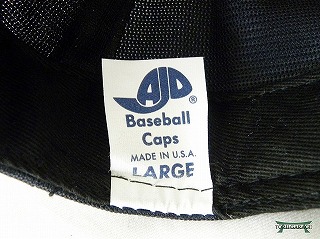 AJD
®
Baseball
Caps
MADE IN U.S.A.
LARGE